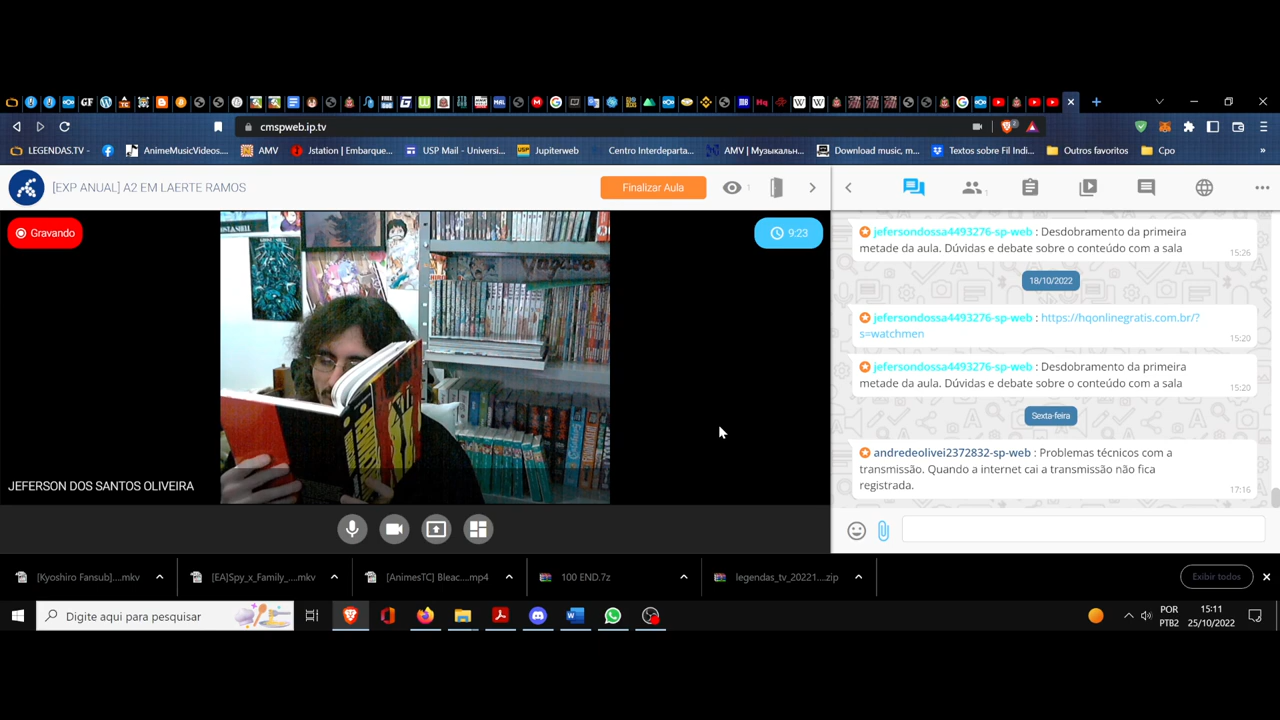 cmspweb.ip.tv
LEGENDAS.TV -
AnimeMusicVideos...
AMV
Jstation | Embarque...
USP Mail - Universi...
Jupiterweb
Centro Interdeparta...
AMV | Музыкальн...
Download music, m...
Textos sobre Fil Indi...
Outros favoritos
Cpo
[EXP ANUAL] A2 EM LAERTE RAMOS
Finalizar Aula
1
1
Gravando
9:23
JEFERSON DOS SANTOS OLIVEIRA
jefersondossa4493276-sp-web : Desdobramento da primeira
metade da aula. Dúvidas e debate sobre o conteúdo com a sala
15:26
18/10/2022
jefersondossa4493276-sp-web : https://hqonlinegratis.com.br/?
s=watchmen
15:20
jefersondossa4493276-sp-web : Desdobramento da primeira
metade da aula. Dúvidas e debate sobre o conteúdo com a sala
15:20
Sexta-feira
andredeolivei2372832-sp-web : Problemas técnicos com a
transmissão. Quando a internet cai a transmissão não fica
registrada.
17:16
[Kyoshiro Fansub]....mkv
[EA]Spy_x_Family_....mkv
[AnimesTC] Bleac....mp4
100 END.7z
legendas_tv_20221....zip
Exibir todos
Digite aqui para pesquisar
POR
PTB2
15:11
25/10/2022